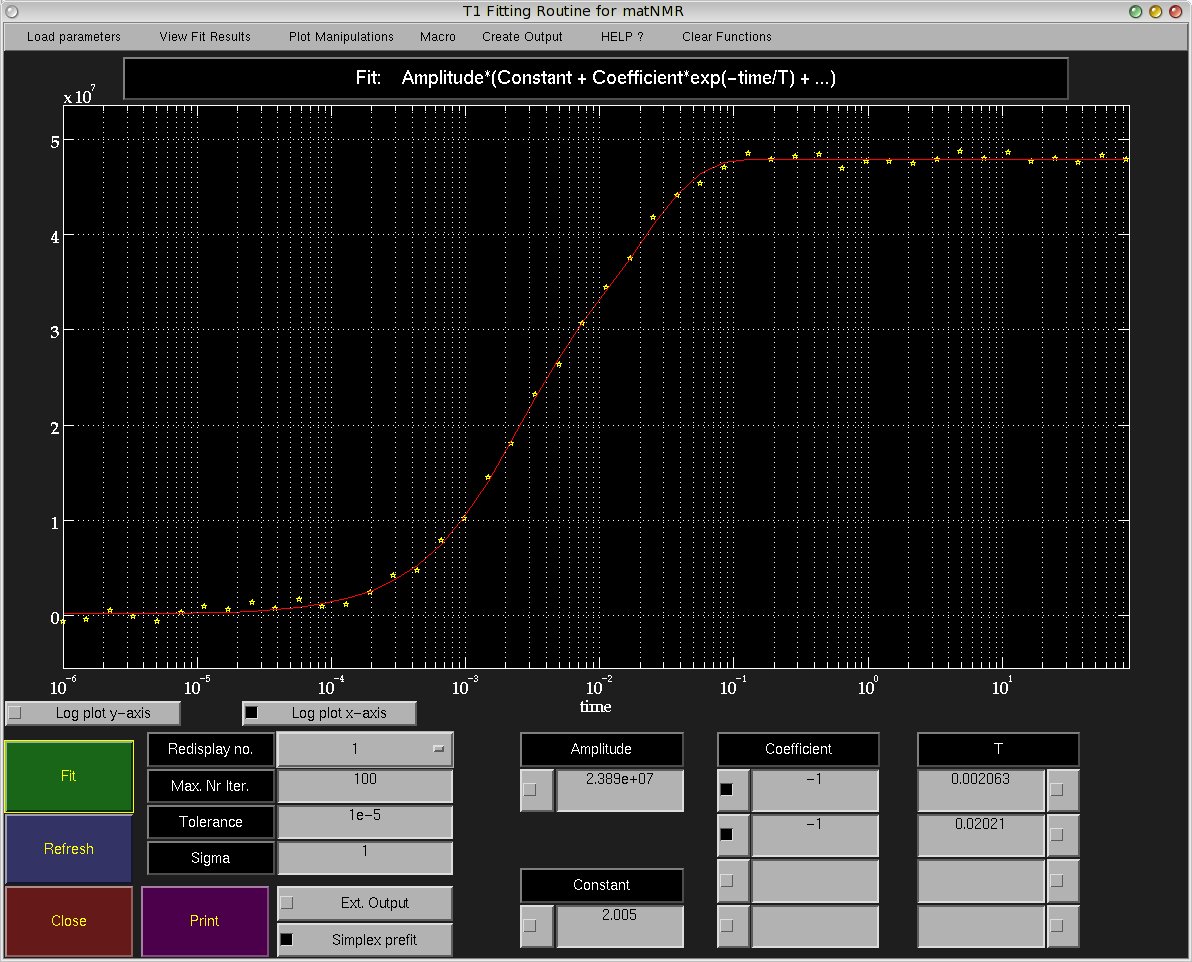 T1 Fitting Routine for matNMR
Load parameters View Fit Results Plot Manipulations Macro Create Output HELP ? Clear Functions
Fit: Amplitude*(Constant + Coefficient*exp(−time/T) + ...)
x 10^7
5
4
3
2
1
0
10^−6 10^−5 10^−4 10^−3 10^−2 10^−1 10^0 10^1
time
Log plot y−axis Log plot x−axis
Fit
Refresh
Close
Print
Redisplay no. 1
Max. Nr Iter. 100
Tolerance 1e−5
Sigma 1
Ext. Output
Simplex prefit
Amplitude
2.389e+07
Constant
2.005
Coefficient
−1
−1
T
0.002063
0.02021